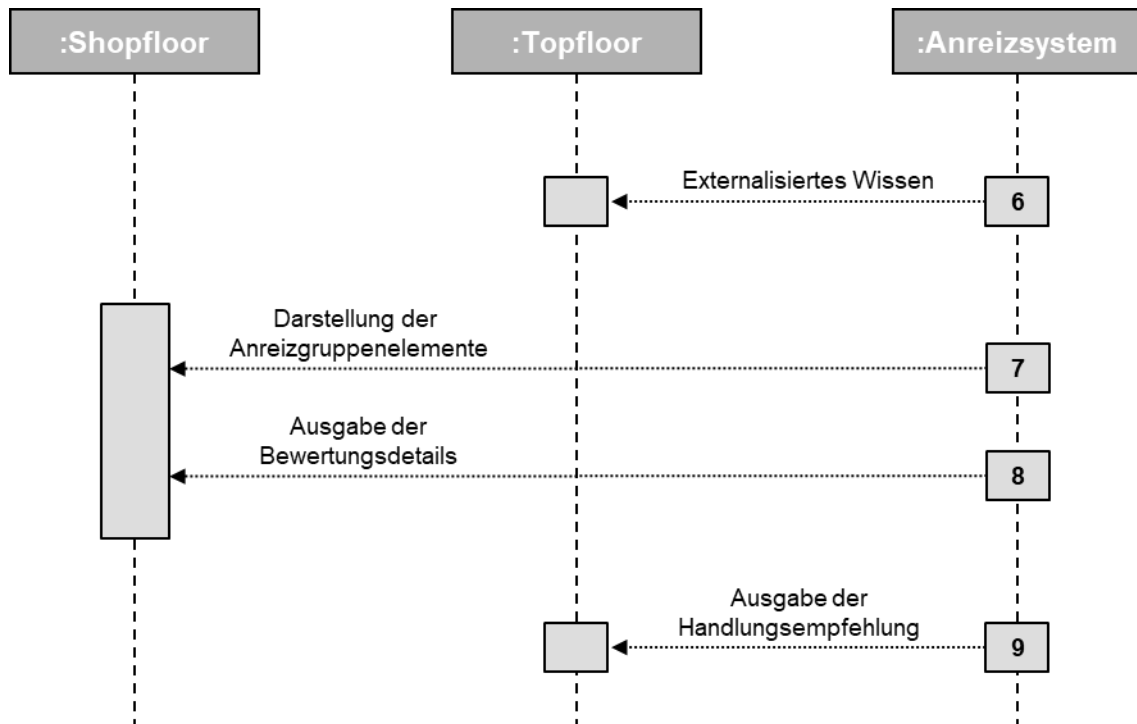 :Shopfloor
:Topfloor
:Anreizsystem
Externalisiertes Wissen
6
Darstellung der
Anreizgruppenelemente
7
Ausgabe der
Bewertungsdetails
8
Ausgabe der
Handlungsempfehlung
9